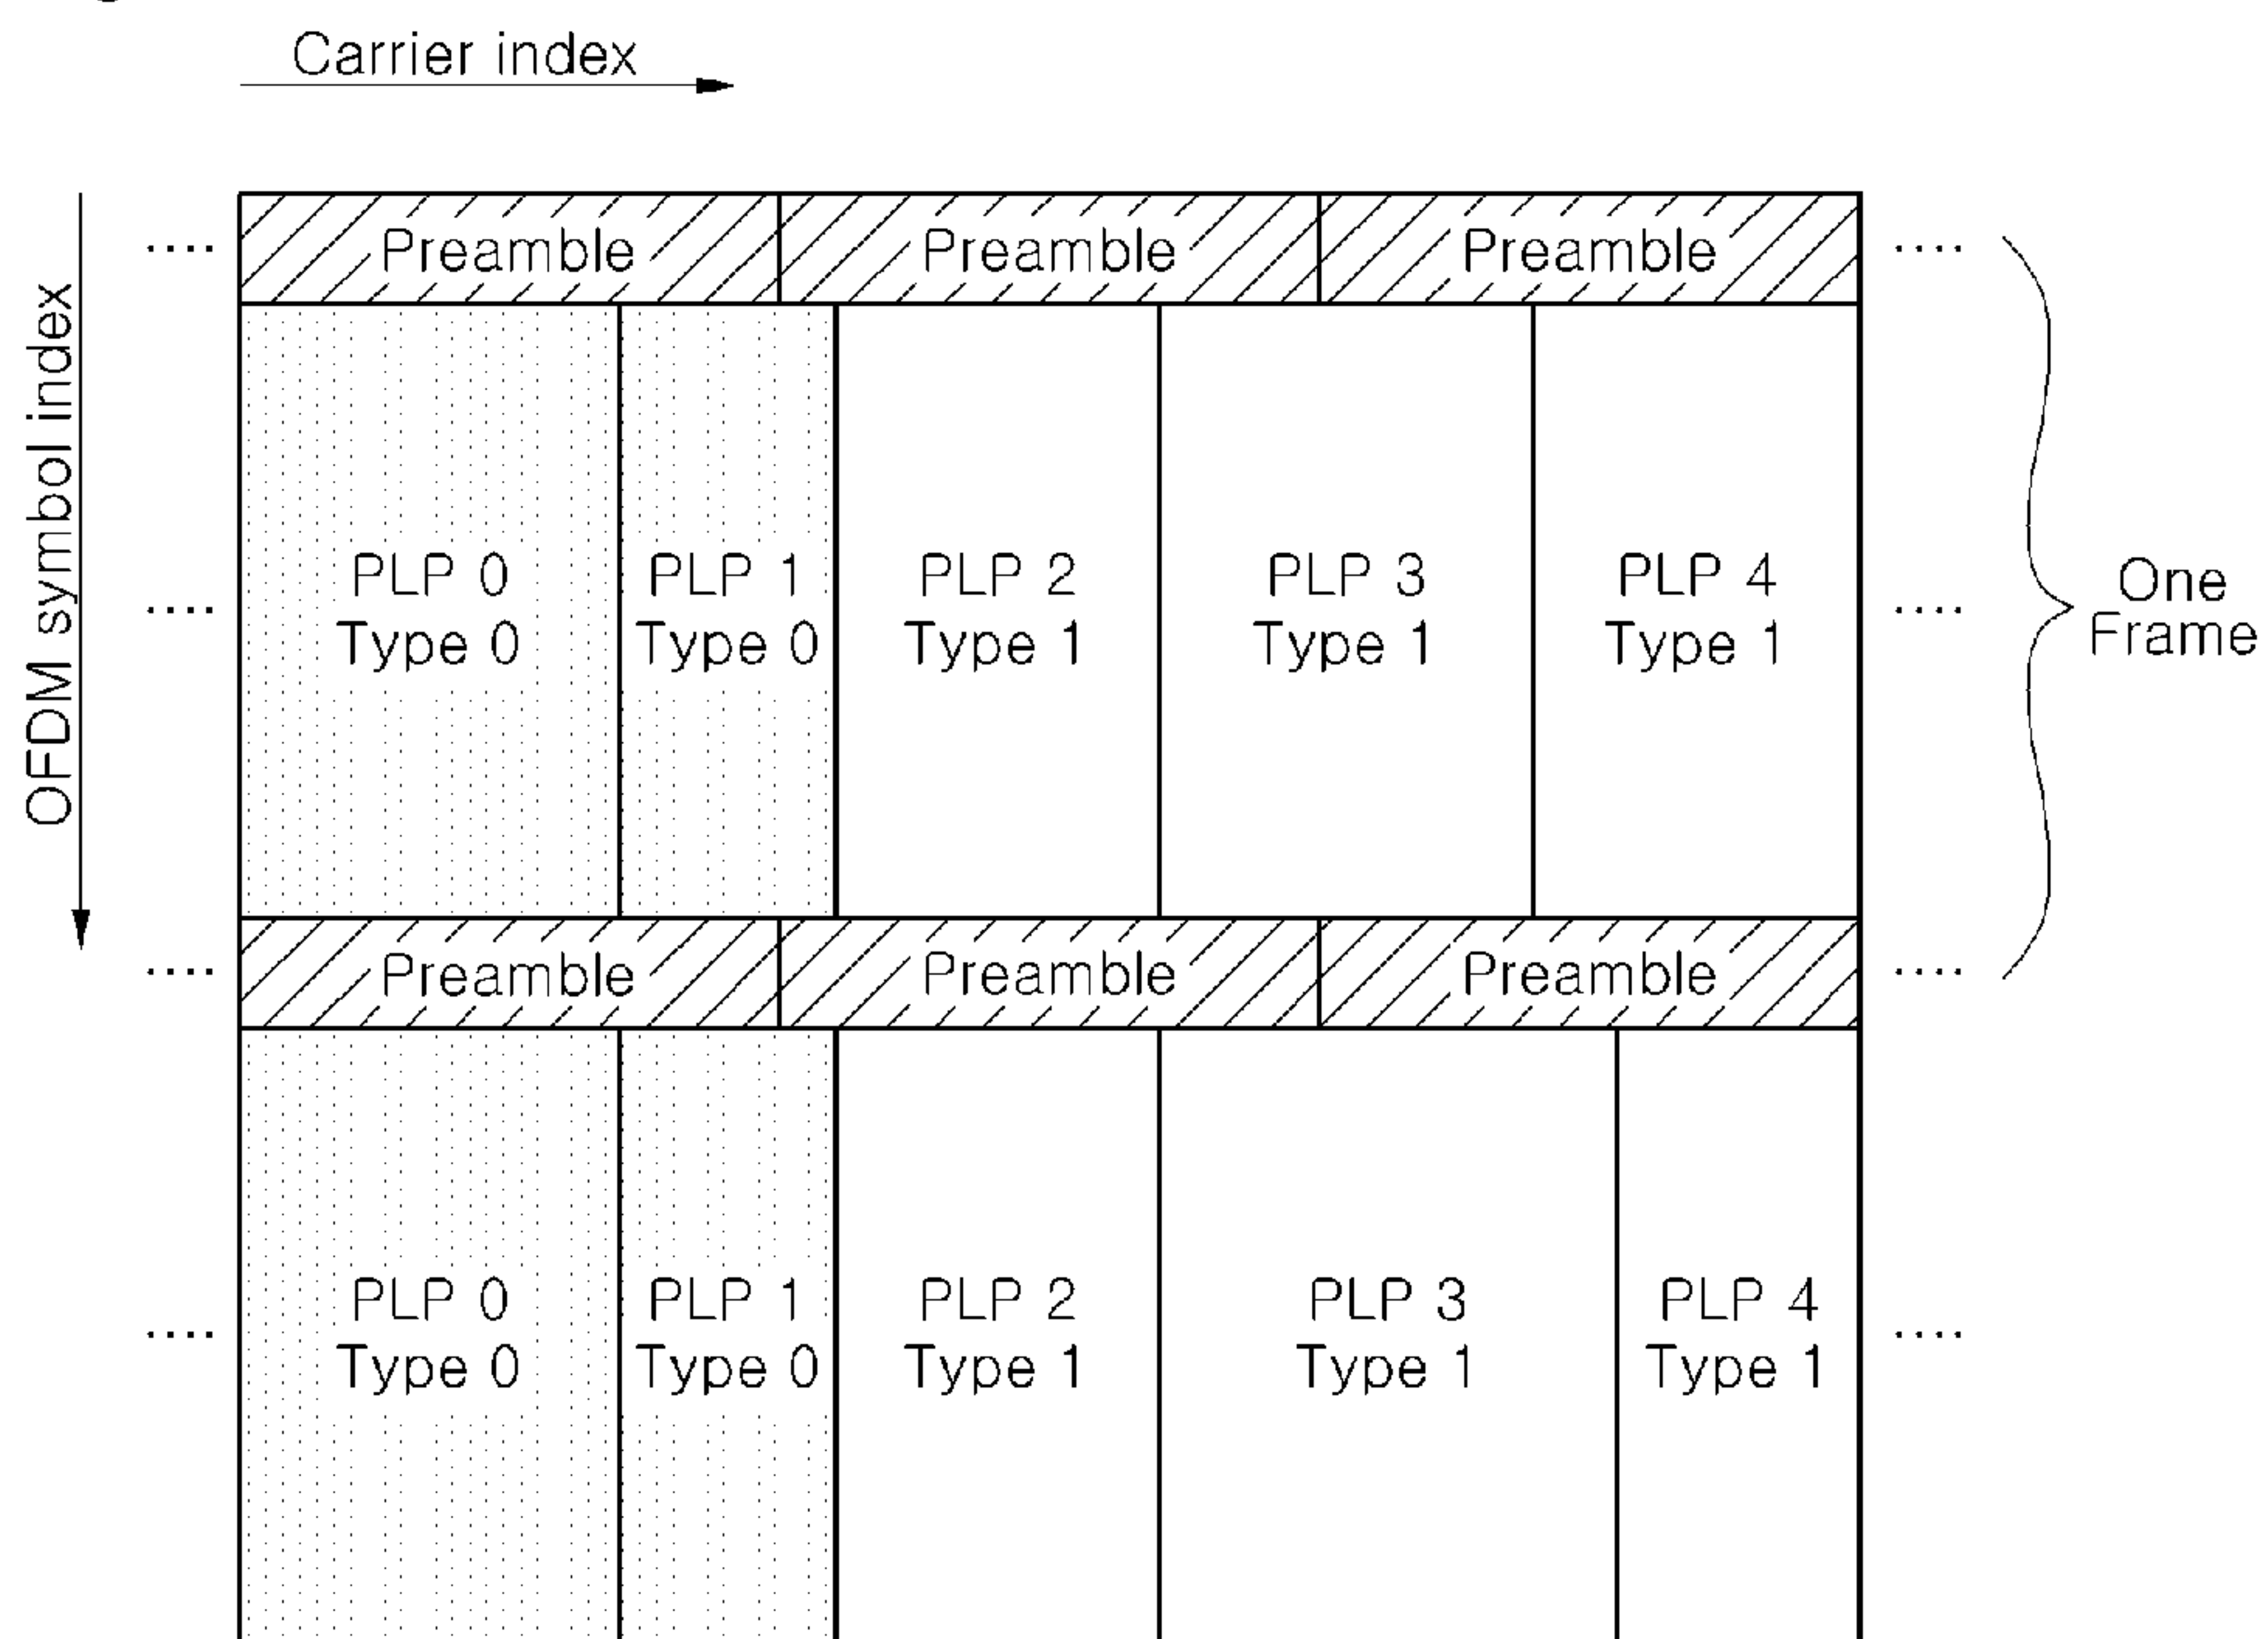 Carrier index
OFDM symbol index
.... Preamble Preamble Preamble ....
.... PLP 0 PLP 1 PLP 2 PLP 3 PLP 4 ....
Type 0 Type 0 Type 1 Type 1 Type 1
One
Frame
.... Preamble Preamble Preamble ....
.... PLP 0 PLP 1 PLP 2 PLP 3 PLP 4 ....
Type 0 Type 0 Type 1 Type 1 Type 1